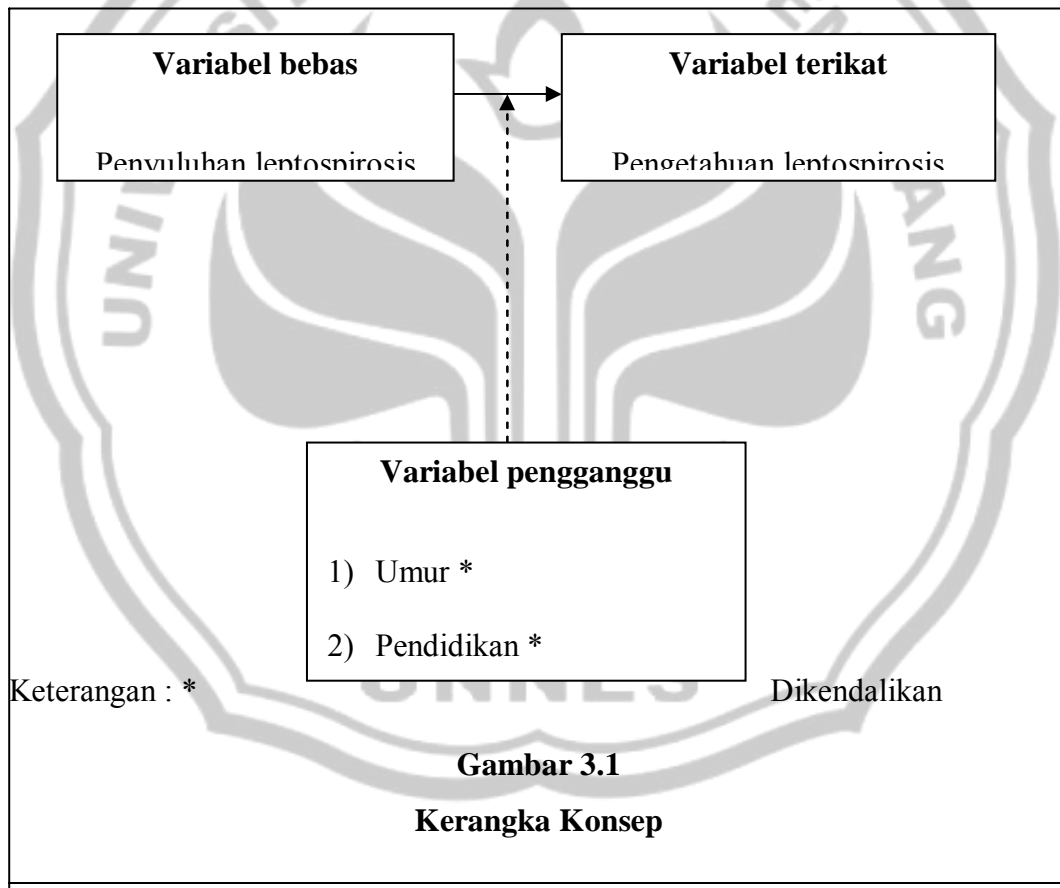 Variabel bebas
Penyuluhan leptospirosis
Variabel terikat
Pengetahuan leptospirosis
Variabel pengganggu
1) Umur *
2) Pendidikan *
Keterangan : * Dikendalikan
Gambar 3.1
Kerangka Konsep
UNNES